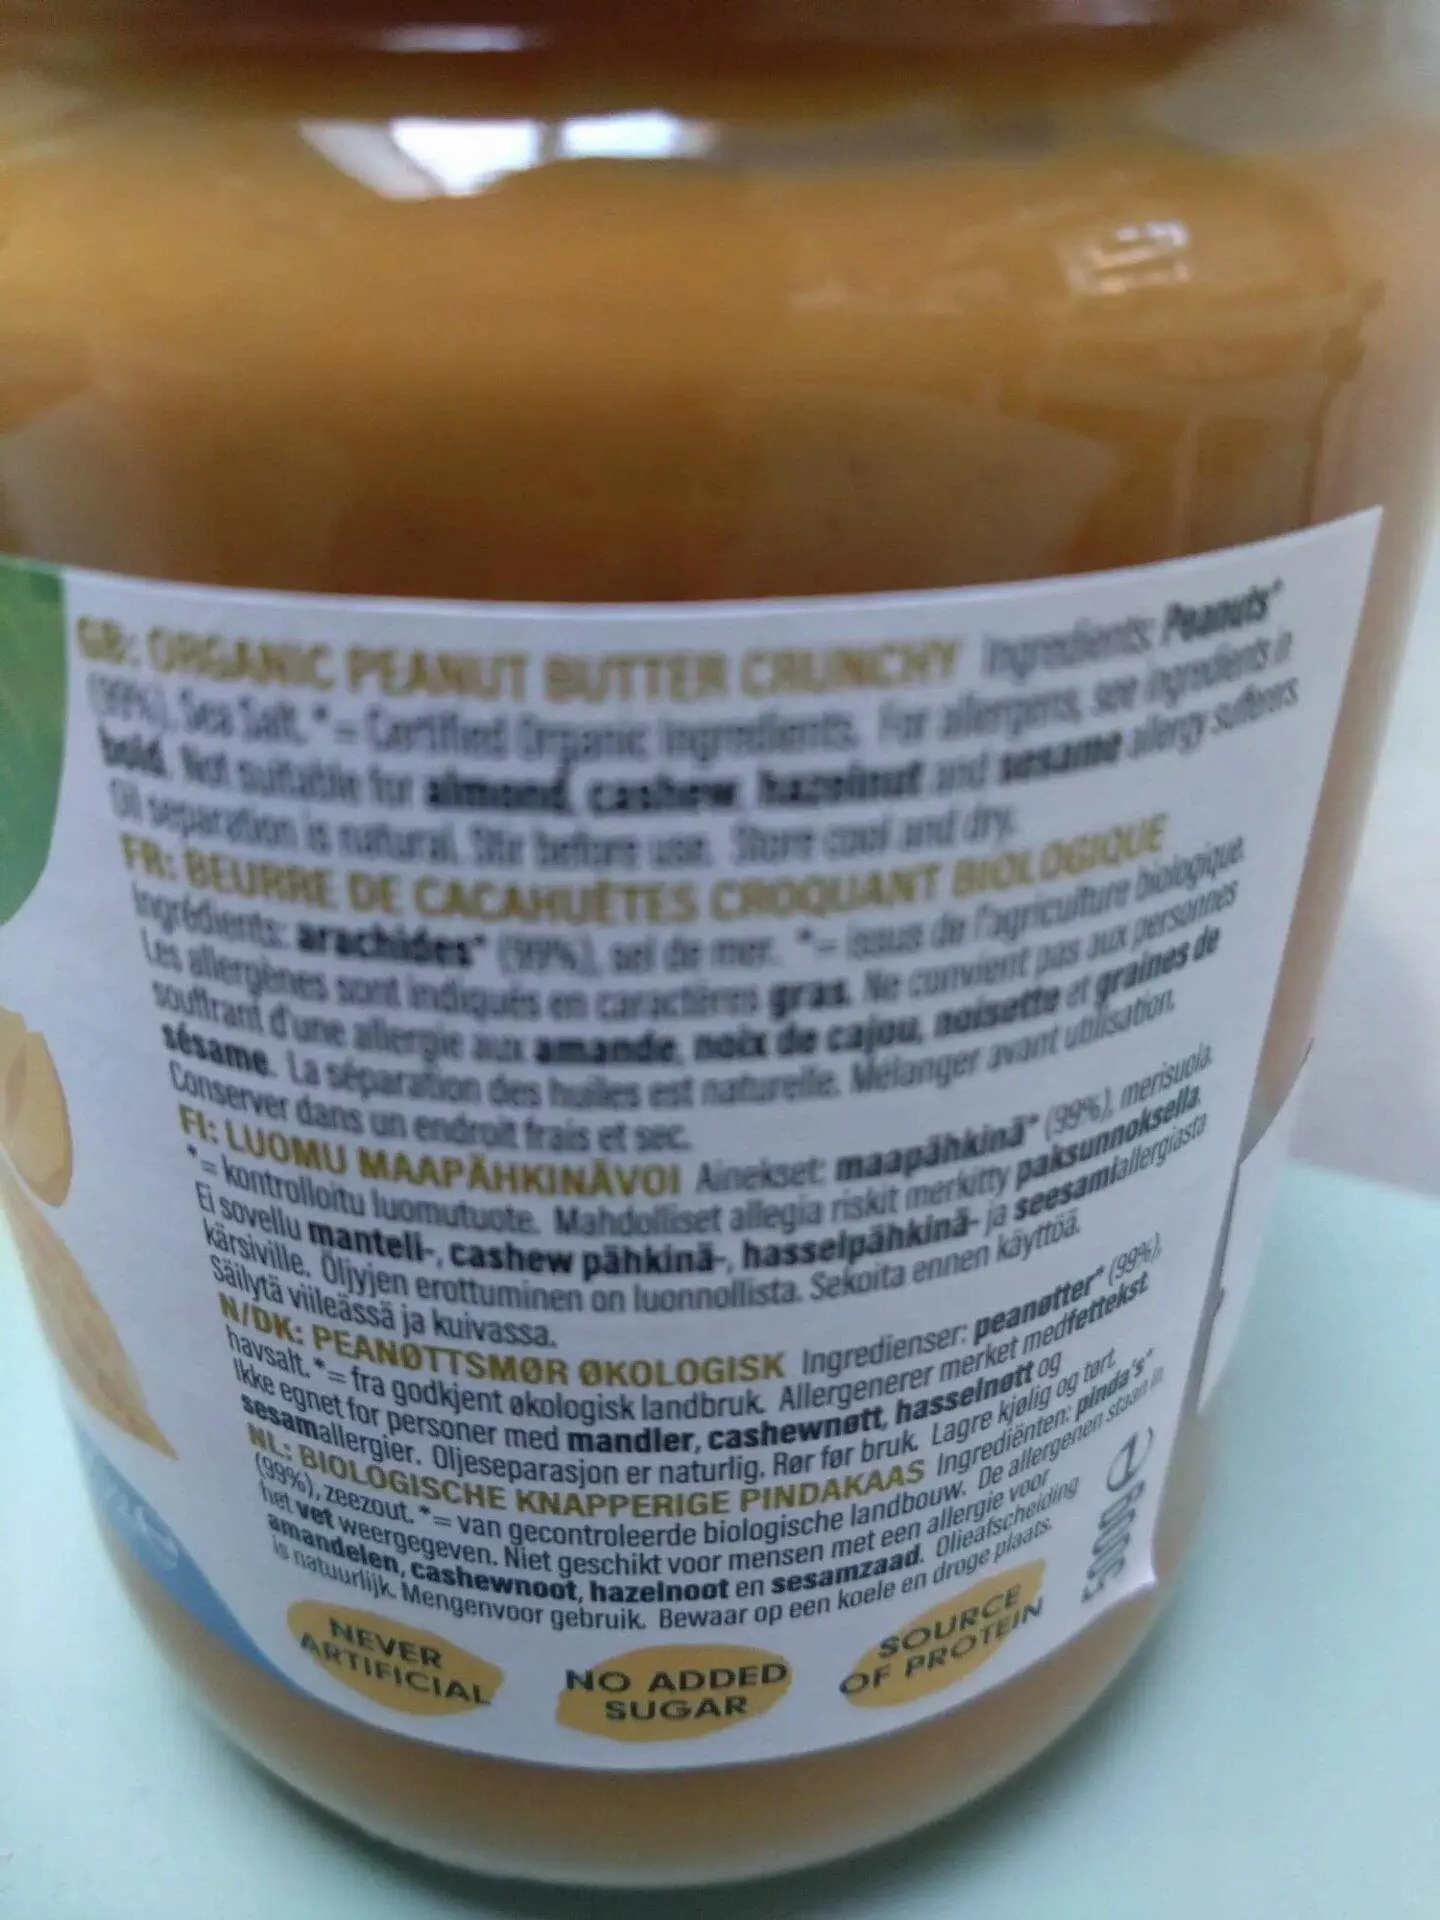 GB: ORGANIC PEANUT BUTTER CRUNCHY Ingredients: Peanuts*
(99%), Sea Salt. *= Certified Organic Ingredients. For allergens, see ingredients in
bold. Not suitable for almond, cashew, hazelnut and sesame allergy sufferers.
Oil separation is natural. Stir before use. Store cool and dry.
FR: BEURRE DE CACAHUÈTES CROQUANT BIOLOGIQUE
Ingrédients: arachides* (99%), sel de mer. *= issus de l'agriculture biologique.
Les allergènes sont indiqués en caractères gras. Ne convient pas aux personnes
souffrant d'une allergie aux amande, noix de cajou, noisette et graines de
sésame. La séparation des huiles est naturelle. Mélanger avant utilisation.
Conserver dans un endroit frais et sec.
FI: LUOMU MAAPÄHKINÄVOI Ainekset: maapähkinä* (99%), merisuola.
*= kontrolloitu luomutuote. Mahdolliset allegia riskit merkitty paksunnoksella.
Ei sovellu manteli-, cashew pähkinä-, hasselpähkinä- ja seesamiallergiasta
kärsiville. Öljyjen erottuminen on luonnollista. Sekoita ennen käyttöä.
Säilytä viileässä ja kuivassa.
N/DK: PEANØTTSMØR ØKOLOGISK Ingredienser: peanøtter* (99%),
havsalt. *= fra godkjent økologisk landbruk. Allergenerer merket medfettekst.
Ikke egnet for personer med mandler, cashewnøtt, hasselnøtt og
sesamallergier. Oljeseparasjon er naturlig. Rør før bruk. Lagre kjølig og tørt.
NL: BIOLOGISCHE KNAPPERIGE PINDAKAAS Ingrediënten: pinda's*
(99%), zeezout. *= van gecontroleerde biologische landbouw. De allergenen staan in
het vet weergegeven. Niet geschikt voor mensen met een allergie voor
amandelen, cashewnoot, hazelnoot en sesamzaad. Olieafscheiding
is natuurlijk. Mengenvoor gebruik. Bewaar op een koele en droge plaats.
500g e
NEVER
ARTIFICIAL
NO ADDED
SUGAR
SOURCE
OF PROTEIN